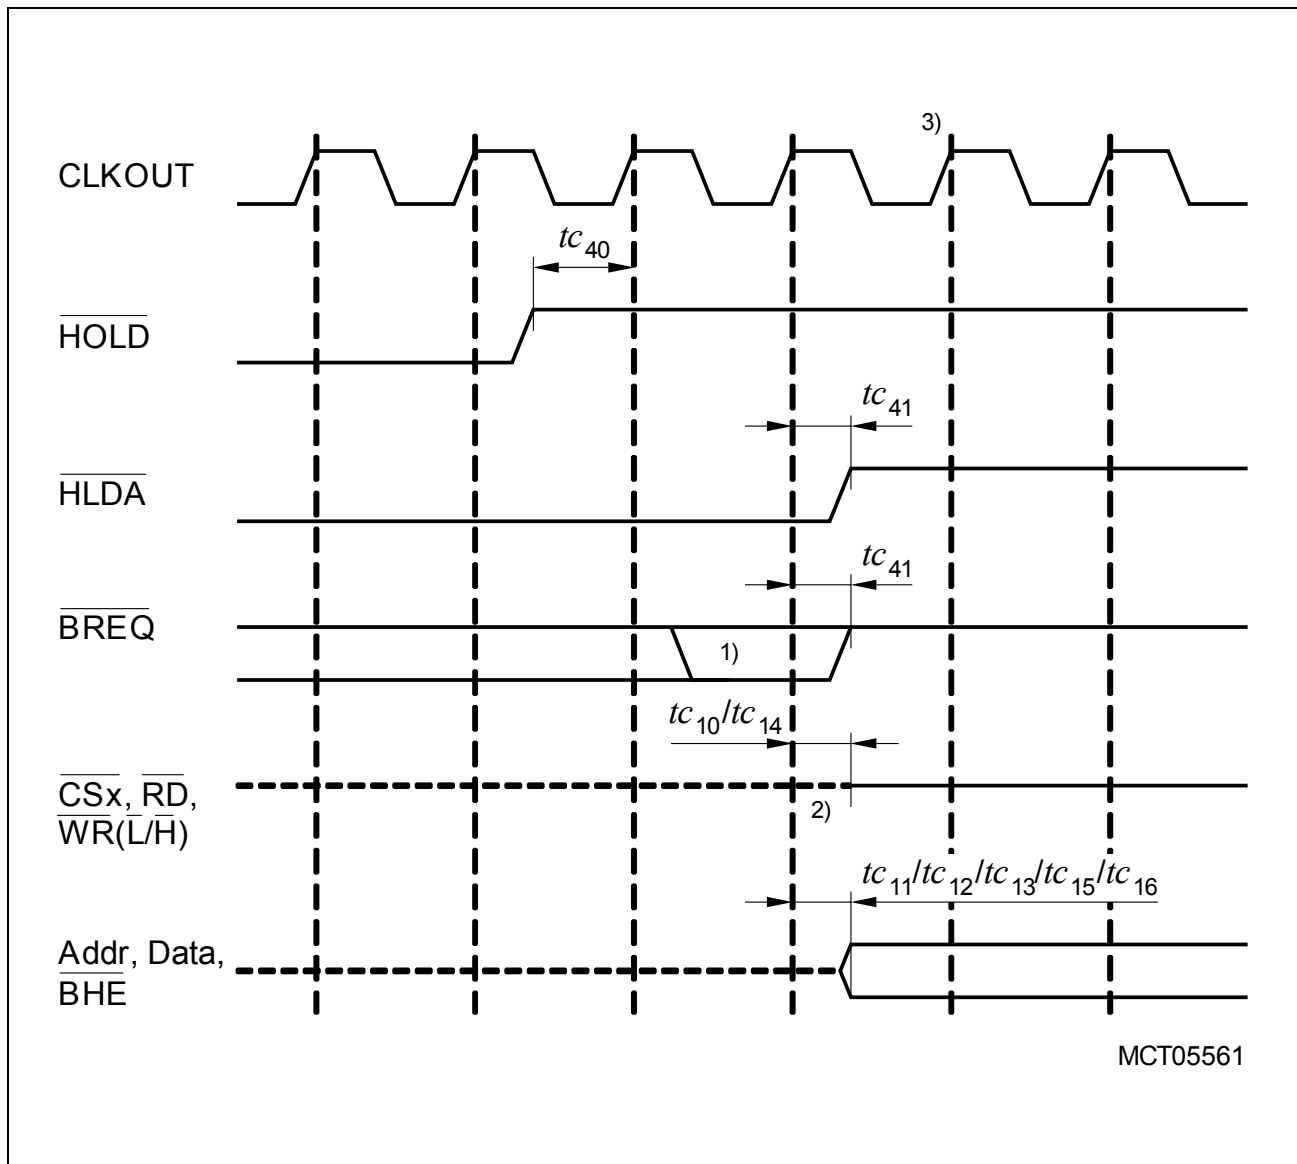 3)
CLKOUT
tc40
HOLD
tc41
HLDA
tc41
BREQ
1)
tc10/tc14
CSx, RD,
WR(L/H)
2)
tc11/tc12/tc13/tc15/tc16
Addr, Data,
BHE
MCT05561